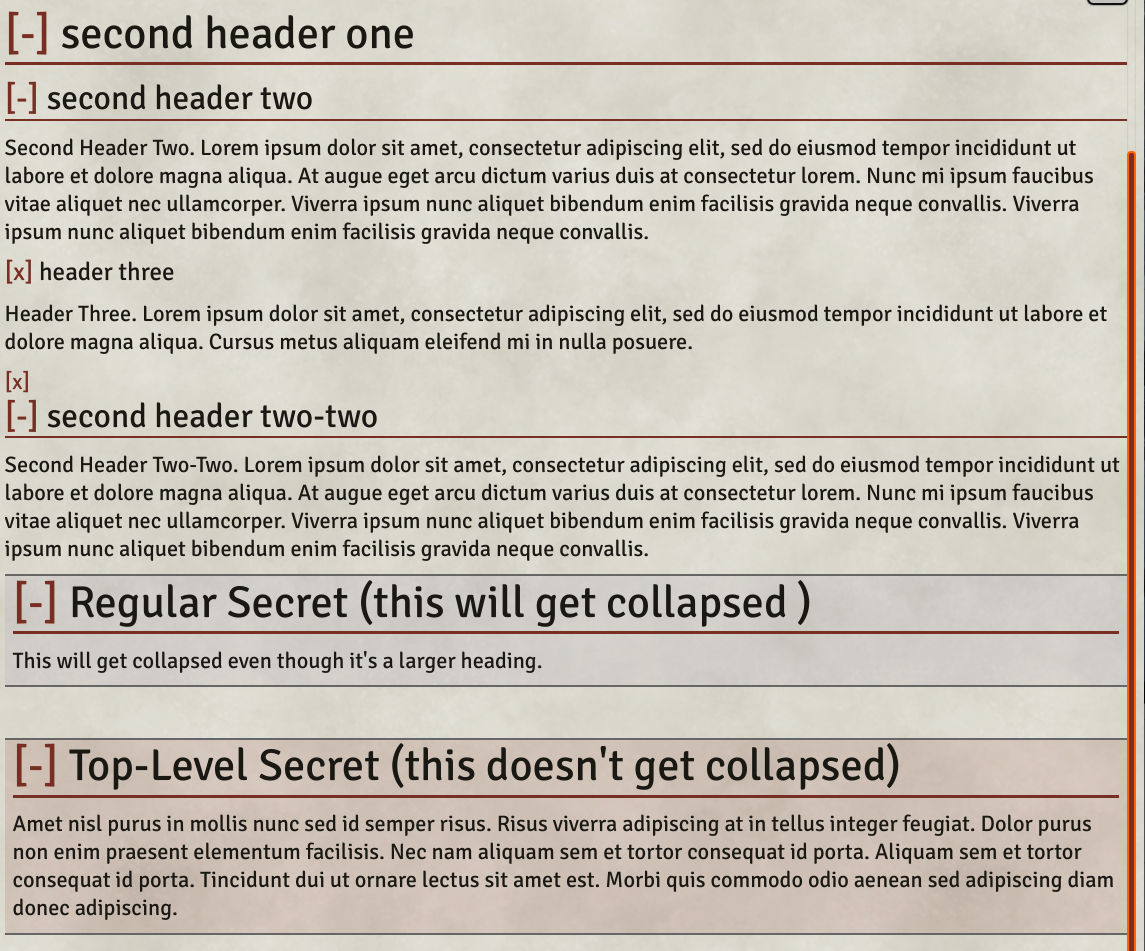 [-] second header one
[-] second header two
Second Header Two. Lorem ipsum dolor sit amet, consectetur adipiscing elit, sed do eiusmod tempor incididunt ut
labore et dolore magna aliqua. At augue eget arcu dictum varius duis at consectetur lorem. Nunc mi ipsum faucibus
vitae aliquet nec ullamcorper. Viverra ipsum nunc aliquet bibendum enim facilisis gravida neque convallis. Viverra
ipsum nunc aliquet bibendum enim facilisis gravida neque convallis.
[x] header three
Header Three. Lorem ipsum dolor sit amet, consectetur adipiscing elit, sed do eiusmod tempor incididunt ut labore et
dolore magna aliqua. Cursus metus aliquam eleifend mi in nulla posuere.
[x]
[-] second header two-two
Second Header Two-Two. Lorem ipsum dolor sit amet, consectetur adipiscing elit, sed do eiusmod tempor incididunt ut
labore et dolore magna aliqua. At augue eget arcu dictum varius duis at consectetur lorem. Nunc mi ipsum faucibus
vitae aliquet nec ullamcorper. Viverra ipsum nunc aliquet bibendum enim facilisis gravida neque convallis. Viverra
ipsum nunc aliquet bibendum enim facilisis gravida neque convallis.
[-] Regular Secret (this will get collapsed )
This will get collapsed even though it's a larger heading.
[-] Top-Level Secret (this doesn't get collapsed)
Amet nisl purus in mollis nunc sed id semper risus. Risus viverra adipiscing at in tellus integer feugiat. Dolor purus
non enim praesent elementum facilisis. Nec nam aliquam sem et tortor consequat id porta. Aliquam sem et tortor
consequat id porta. Tincidunt dui ut ornare lectus sit amet est. Morbi quis commodo odio aenean sed adipiscing diam
donec adipiscing.